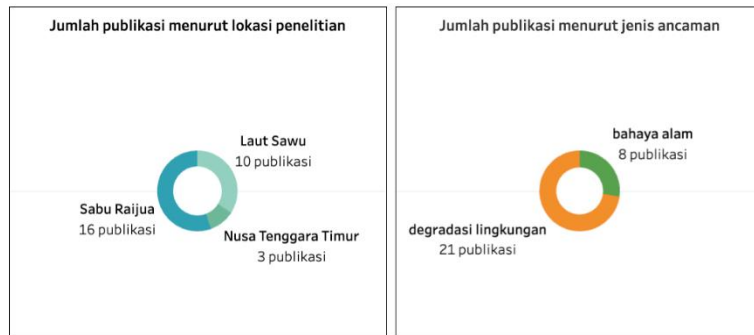 Jumlah publikasi menurut lokasi penelitian
Laut Sawu
10 publikasi
Sabu Raijua
16 publikasi
Nusa Tenggara Timur
3 publikasi
Jumlah publikasi menurut jenis ancaman
bahaya alam
8 publikasi
degradasi lingkungan
21 publikasi